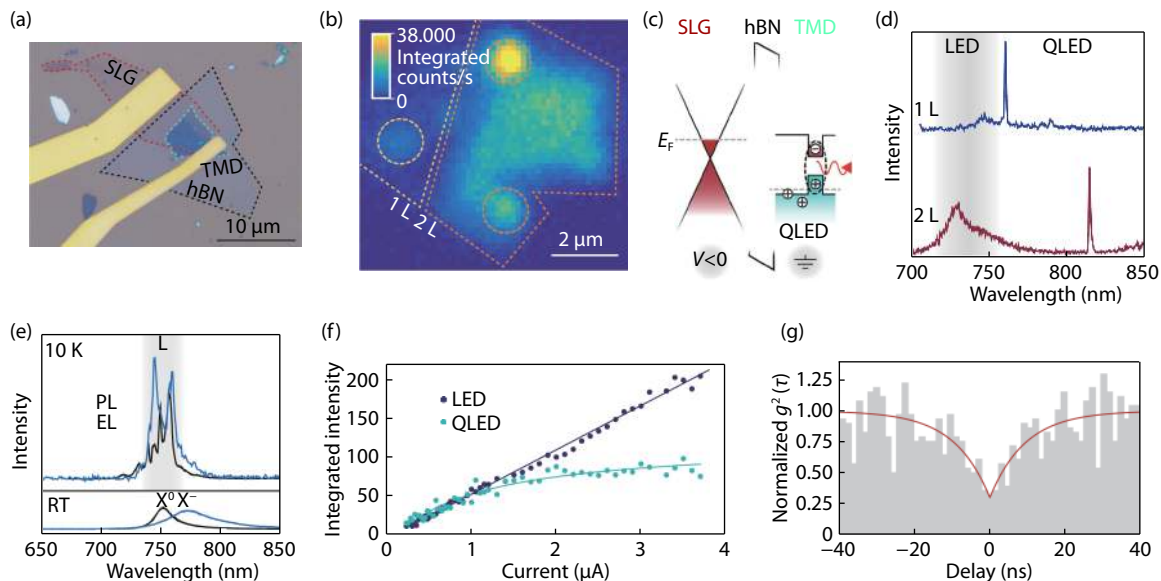 (a)
SLG
TMD
hBN
10 μm
(b)
38.000
Integrated
counts/s
0
1 L 2 L
2 μm
(c)
SLG hBN TMD
E_F
QLED
V<0
(d)
LED QLED
1 L
2 L
Intensity
700 750 800 850
Wavelength (nm)
(e)
10 K
L
PL
EL
RT
X⁰ X⁻
Intensity
650 700 750 800 850
Wavelength (nm)
(f)
LED
QLED
Integrated intensity
200
150
100
50
0
0 1 2 3 4
Current (μA)
(g)
Normalized g² (τ)
1.25
1.00
0.75
0.50
0.25
−40 −20 0 20 40
Delay (ns)